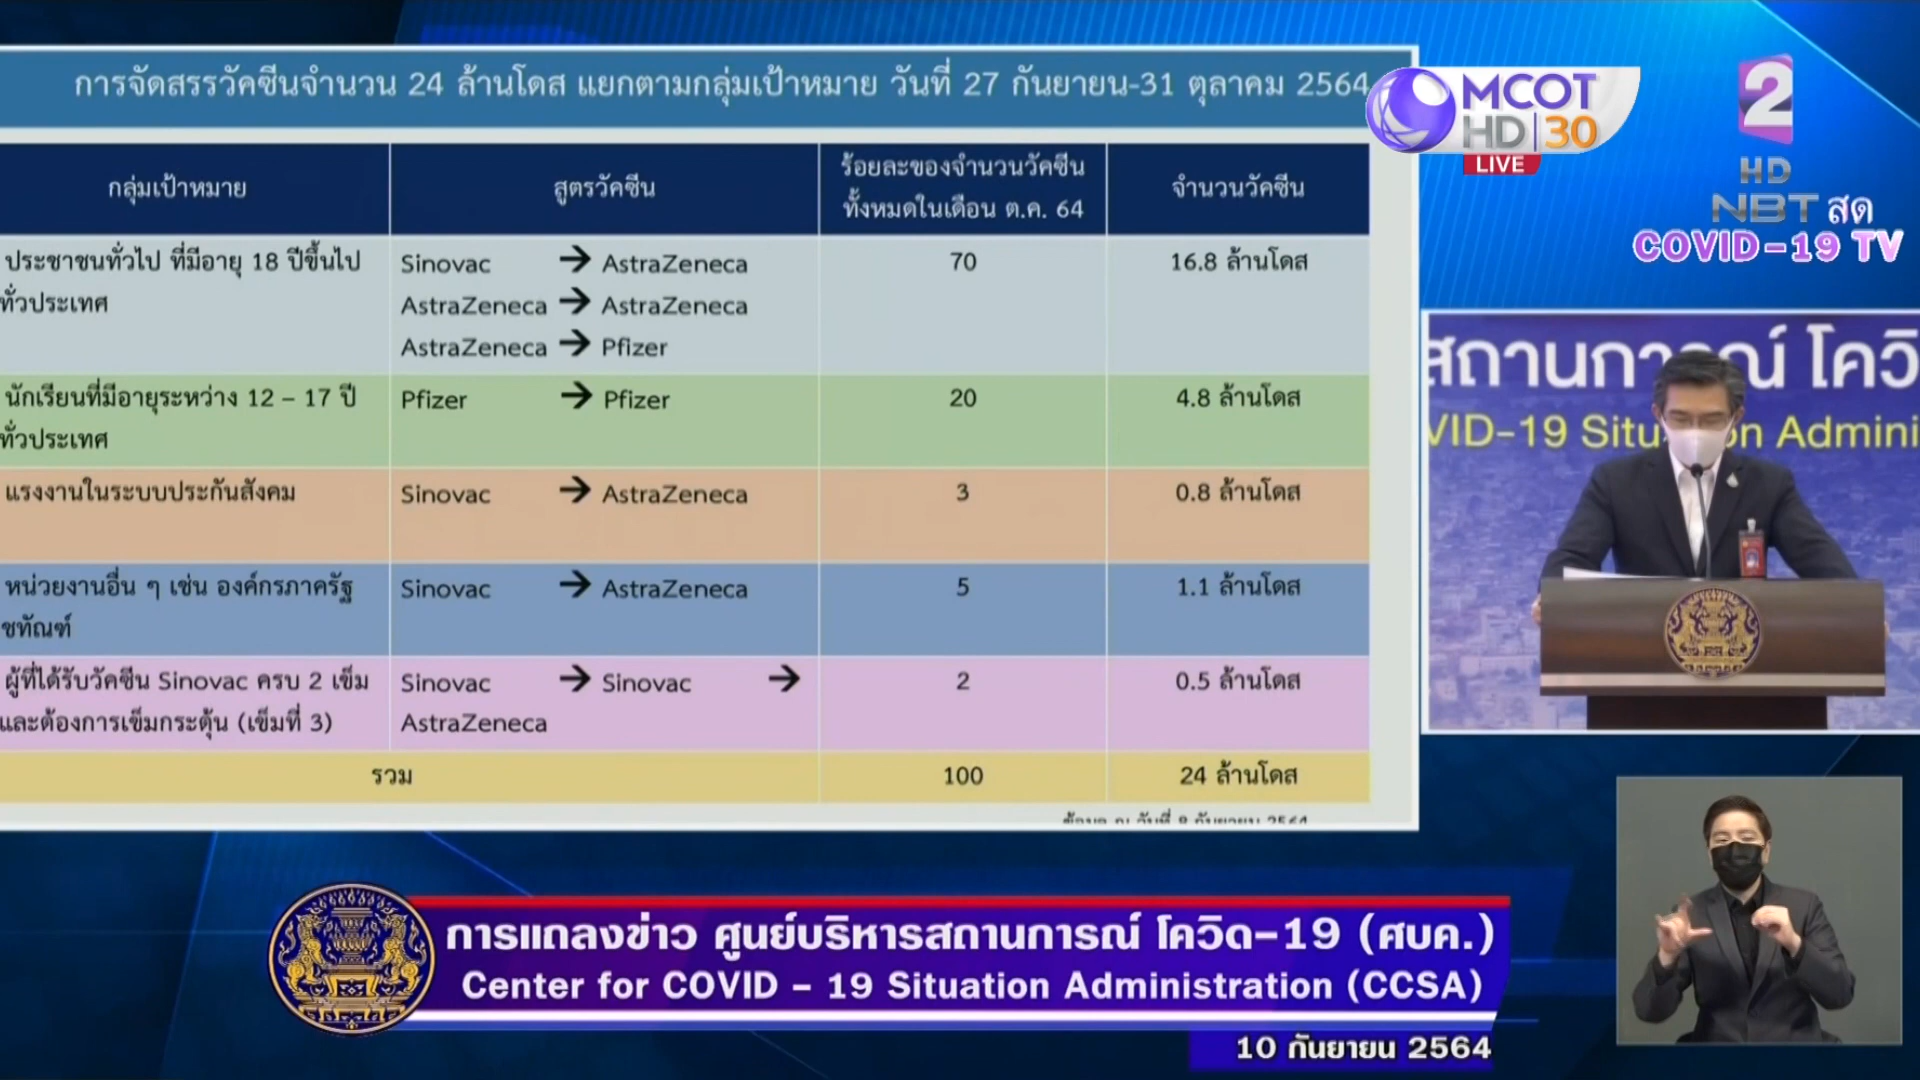 การจัดสรรวัคซีนจำนวน 24 ล้านโดส แยกตามกลุ่มเป้าหมาย วันที่ 27 กันยายน-31 ตุลาคม 2564
MCOT
HD 30
LIVE
2
HD
NBT สด
COVID-19 TV
กลุ่มเป้าหมาย สูตรวัคซีน ร้อยละของจำนวนวัคซีน จำนวนวัคซีน
ทั้งหมดในเดือน ต.ค. 64
ประชาชนทั่วไป ที่มีอายุ 18 ปีขึ้นไป Sinovac → AstraZeneca 70 16.8 ล้านโดส
ทั่วประเทศ AstraZeneca → AstraZeneca
AstraZeneca → Pfizer
นักเรียนที่มีอายุระหว่าง 12 – 17 ปี Pfizer → Pfizer 20 4.8 ล้านโดส
ทั่วประเทศ
แรงงานในระบบประกันสังคม Sinovac → AstraZeneca 3 0.8 ล้านโดส
หน่วยงานอื่น ๆ เช่น องค์กรภาครัฐ Sinovac → AstraZeneca 5 1.1 ล้านโดส
ชทัณฑ์
ผู้ที่ได้รับวัคซีน Sinovac ครบ 2 เข็ม Sinovac → Sinovac → 2 0.5 ล้านโดส
และต้องการเข็มกระตุ้น (เข็มที่ 3) AstraZeneca
รวม 100 24 ล้านโดส
ข้อมูล ณ วันที่ 8 กันยายน 2564
สถานการณ์ โควิ
VID-19 Situ n Admini
การแถลงข่าว ศูนย์บริหารสถานการณ์ โควิด-19 (ศบค.)
Center for COVID – 19 Situation Administration (CCSA)
10 กันยายน 2564